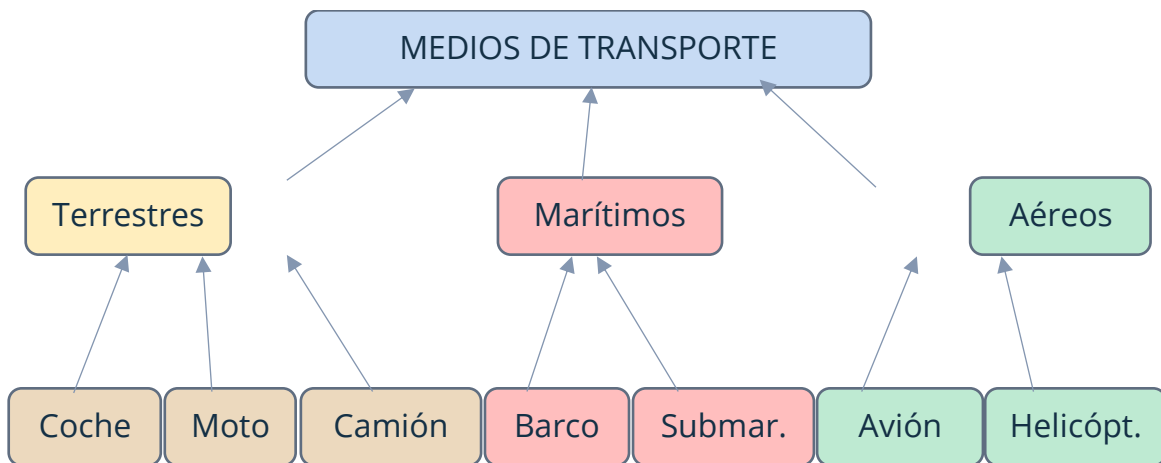 MEDIOS DE TRANSPORTE
Terrestres
Marítimos
Aéreos
Coche
Moto
Camión
Barco
Submar.
Avión
Helicópt.